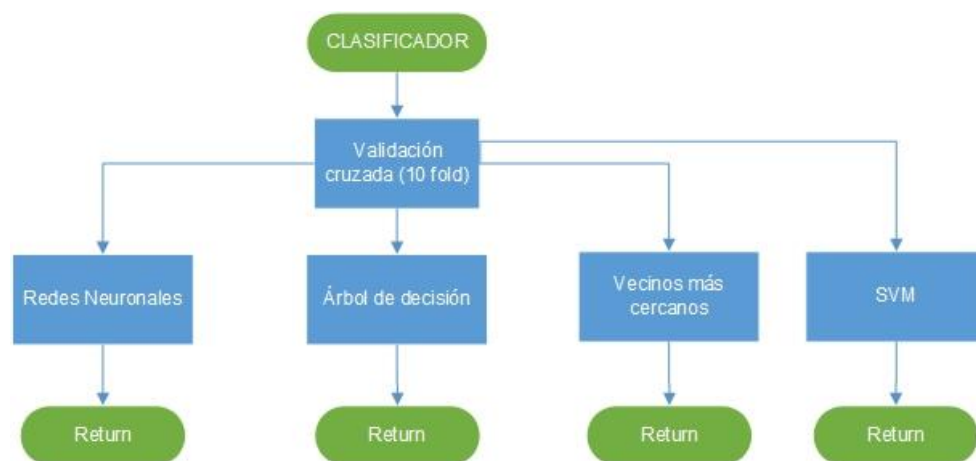 CLASIFICADOR
Validación
cruzada (10 fold)
Redes Neuronales
Árbol de decisión
Vecinos más
cercanos
SVM
Return
Return
Return
Return